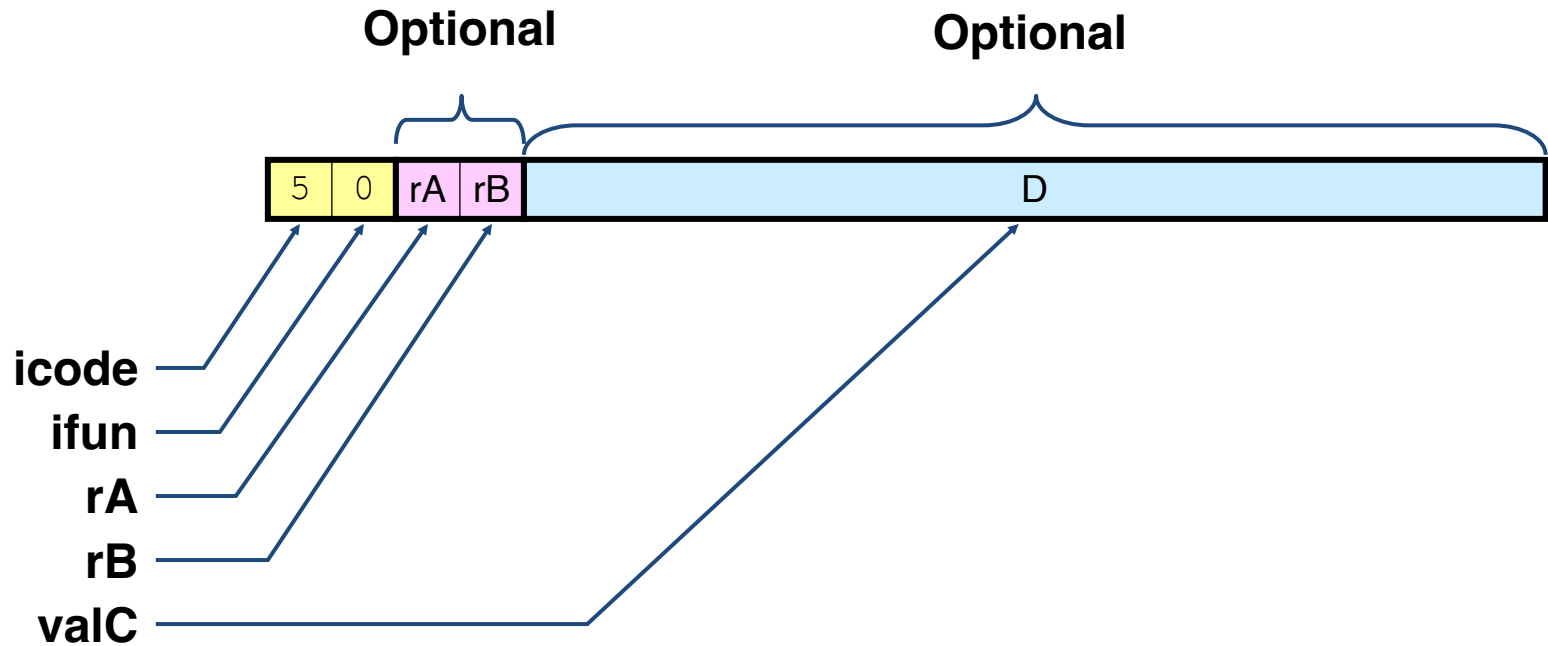 Optional Optional
5 0 rA rB D
icode
ifun
rA
rB
valC